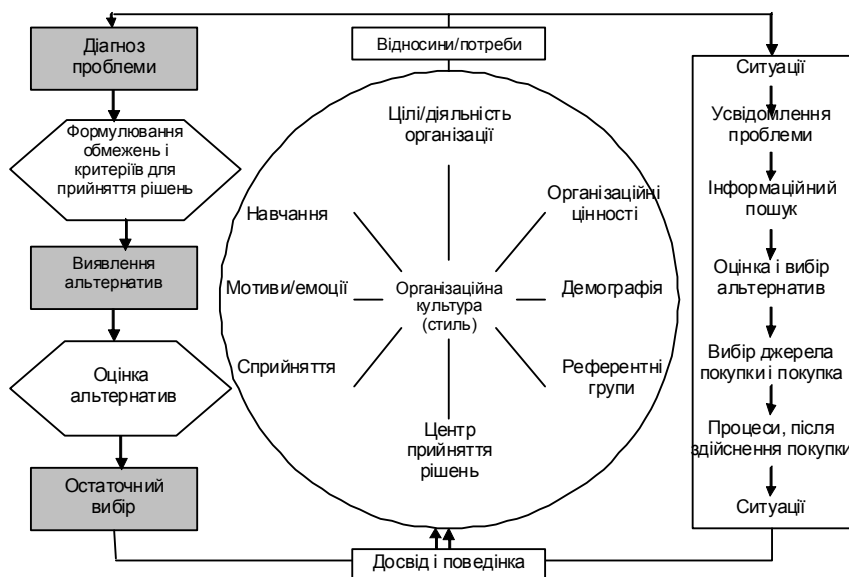 Діагноз
проблеми
Формулювання
обмежень і
критеріїв для
прийняття рішень
Виявлення
альтернатив
Оцінка
альтернатив
Остаточний
вибір
Відносини/потреби
Цілі/діяльність
організації
Навчання
Організаційні
цінності
Мотиви/емоції
Організаційна
культура
(стиль)
Демографія
Сприйняття
Референтні
групи
Центр
прийняття
рішень
Досвід і поведінка
Ситуації
Усвідомлення
проблеми
Інформаційний
пошук
Оцінка і вибір
альтернатив
Вибір джерела
покупки і покупка
Процеси, після
здійснення покупки
Ситуації